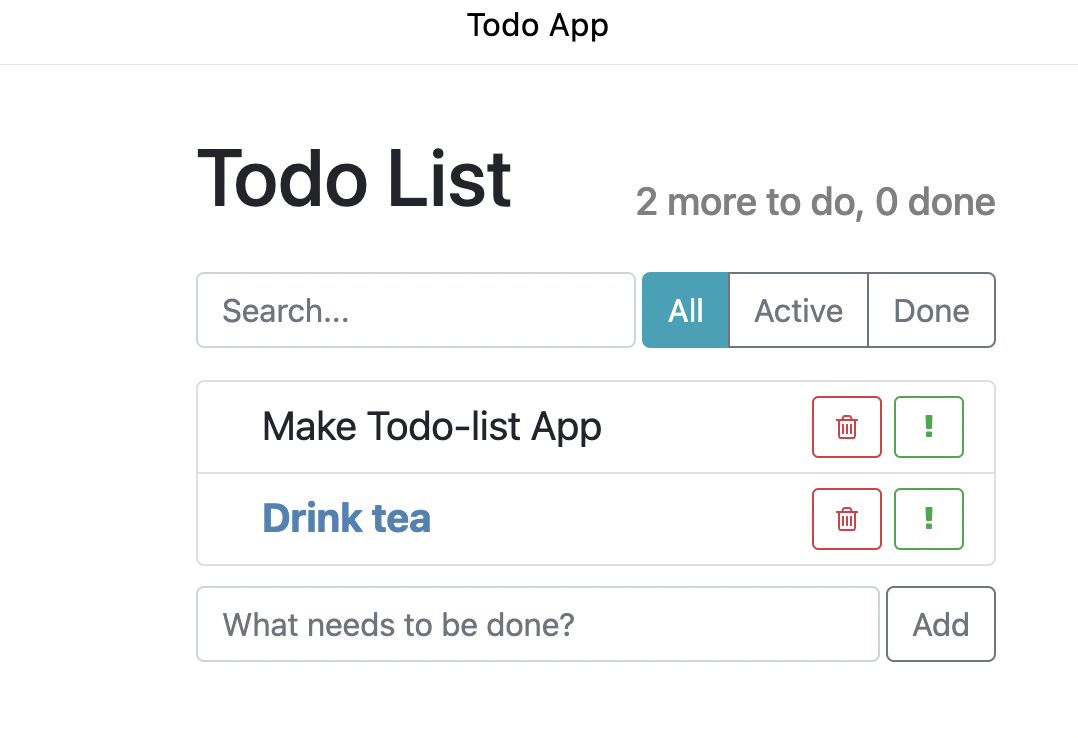 Todo App
Todo List
2 more to do, 0 done
Search...
All Active Done
Make Todo-list App !
Drink tea !
What needs to be done? Add